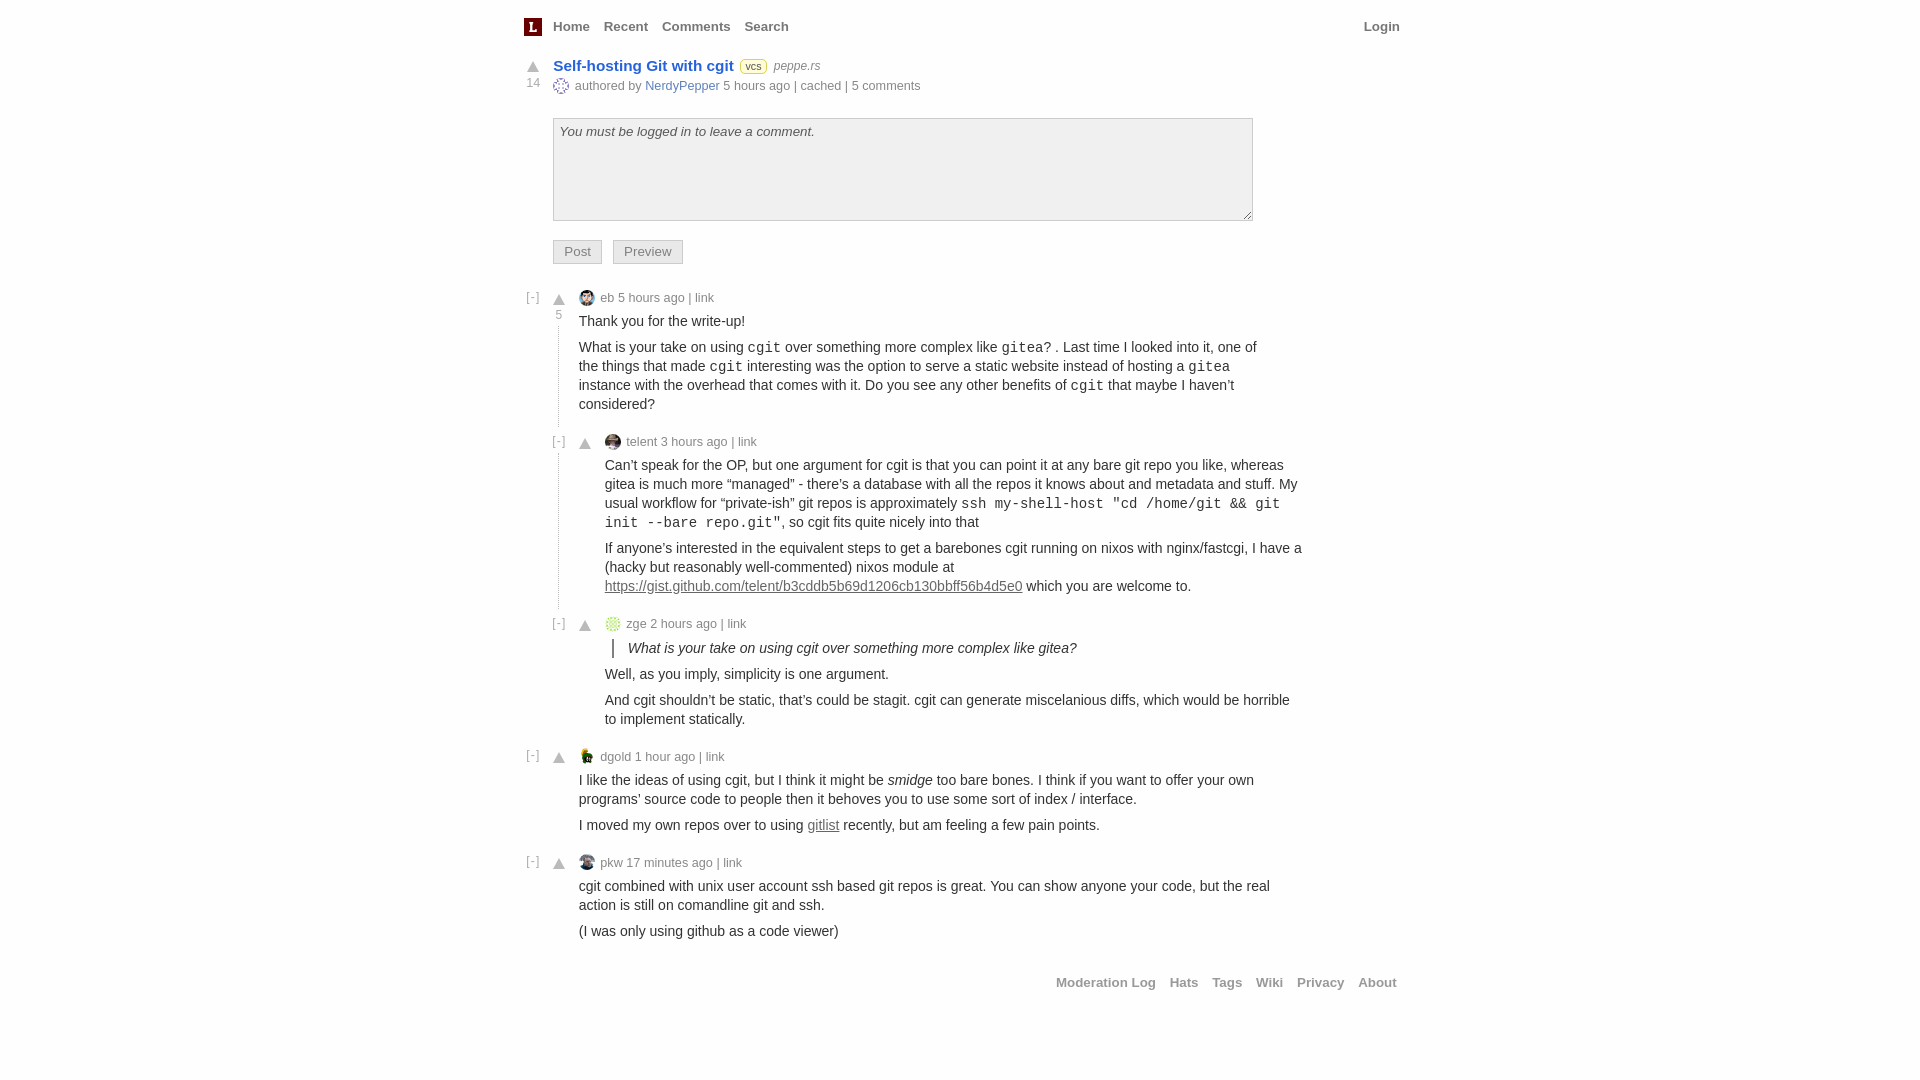 L Home Recent Comments Search Login
Self-hosting Git with cgit vcs peppe.rs
14
authored by NerdyPepper 5 hours ago | cached | 5 comments
You must be logged in to leave a comment.
Post Preview
[-] eb 5 hours ago | link
5
Thank you for the write-up!
What is your take on using cgit over something more complex like gitea? . Last time I looked into it, one of
the things that made cgit interesting was the option to serve a static website instead of hosting a gitea
instance with the overhead that comes with it. Do you see any other benefits of cgit that maybe I haven’t
considered?
[-] telent 3 hours ago | link
Can’t speak for the OP, but one argument for cgit is that you can point it at any bare git repo you like, whereas
gitea is much more “managed” - there’s a database with all the repos it knows about and metadata and stuff. My
usual workflow for “private-ish” git repos is approximately ssh my-shell-host "cd /home/git && git
init --bare repo.git", so cgit fits quite nicely into that
If anyone’s interested in the equivalent steps to get a barebones cgit running on nixos with nginx/fastcgi, I have a
(hacky but reasonably well-commented) nixos module at
https://gist.github.com/telent/b3cddb5b69d1206cb130bbff56b4d5e0 which you are welcome to.
[-] zge 2 hours ago | link
What is your take on using cgit over something more complex like gitea?
Well, as you imply, simplicity is one argument.
And cgit shouldn’t be static, that’s could be stagit. cgit can generate miscelanious diffs, which would be horrible
to implement statically.
[-] dgold 1 hour ago | link
I like the ideas of using cgit, but I think it might be smidge too bare bones. I think if you want to offer your own
programs’ source code to people then it behoves you to use some sort of index / interface.
I moved my own repos over to using gitlist recently, but am feeling a few pain points.
[-] pkw 17 minutes ago | link
cgit combined with unix user account ssh based git repos is great. You can show anyone your code, but the real
action is still on comandline git and ssh.
(I was only using github as a code viewer)
Moderation Log Hats Tags Wiki Privacy About